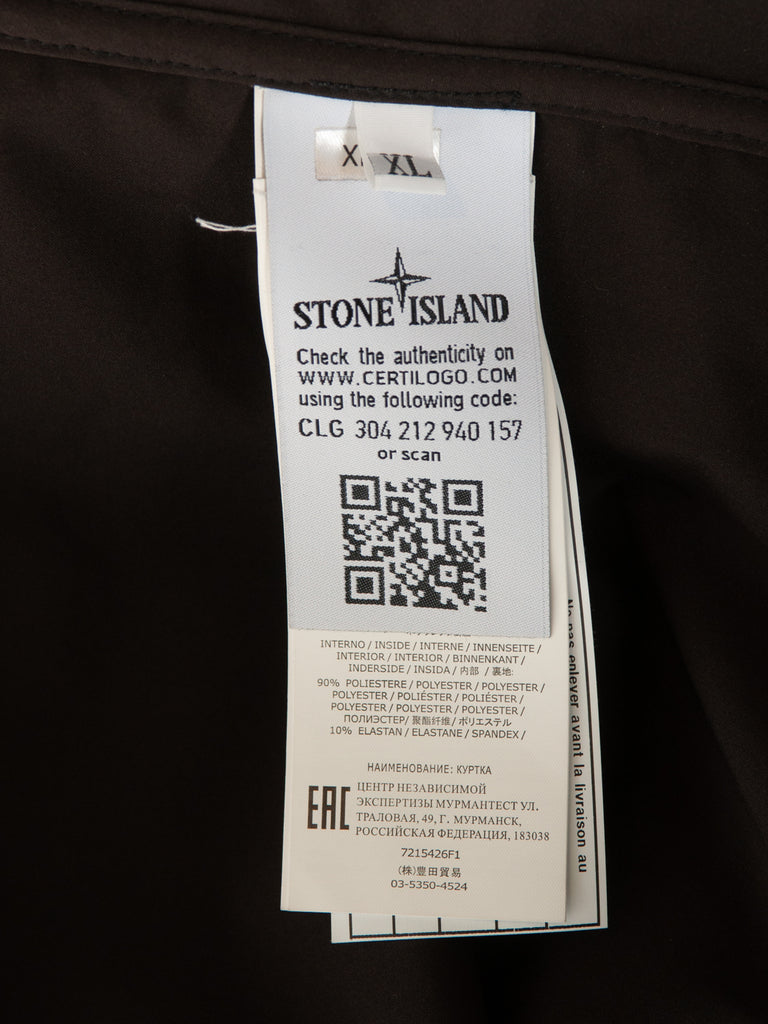 XL
STONE ISLAND
Check the authenticity on
WWW.CERTILOGO.COM
using the following code:
CLG 304 212 940 157
or scan
INTERNO / INSIDE / INTERNE / INNENSEITE /
INTERIOR / INTERIOR / BINNENKANT /
INDERSIDE / INSIDA / 内部 / 裏地:
90% POLIESTERE / POLYESTER / POLYESTER /
POLYESTER / POLIÉSTER / POLIÉSTER /
POLYESTER / POLYESTER / POLYESTER /
ПОЛИЭСТЕР/ 聚酯纤维/ ポリエステル
10% ELASTAN / ELASTANE / SPANDEX /
НАИМЕНОВАНИЕ: КУРТКА
EAC
ЦЕНТР НЕЗАВИСИМОЙ
ЭКСПЕРТИЗЫ МУРМАНТЕСТ УЛ.
ТРАЛОВАЯ, 49, Г. МУРМАНСК,
РОССИЙСКАЯ ФЕДЕРАЦИЯ, 183038
7215426F1
(株)豊田貿易
03-5350-4524
Ne pas enlever avant la livraison au